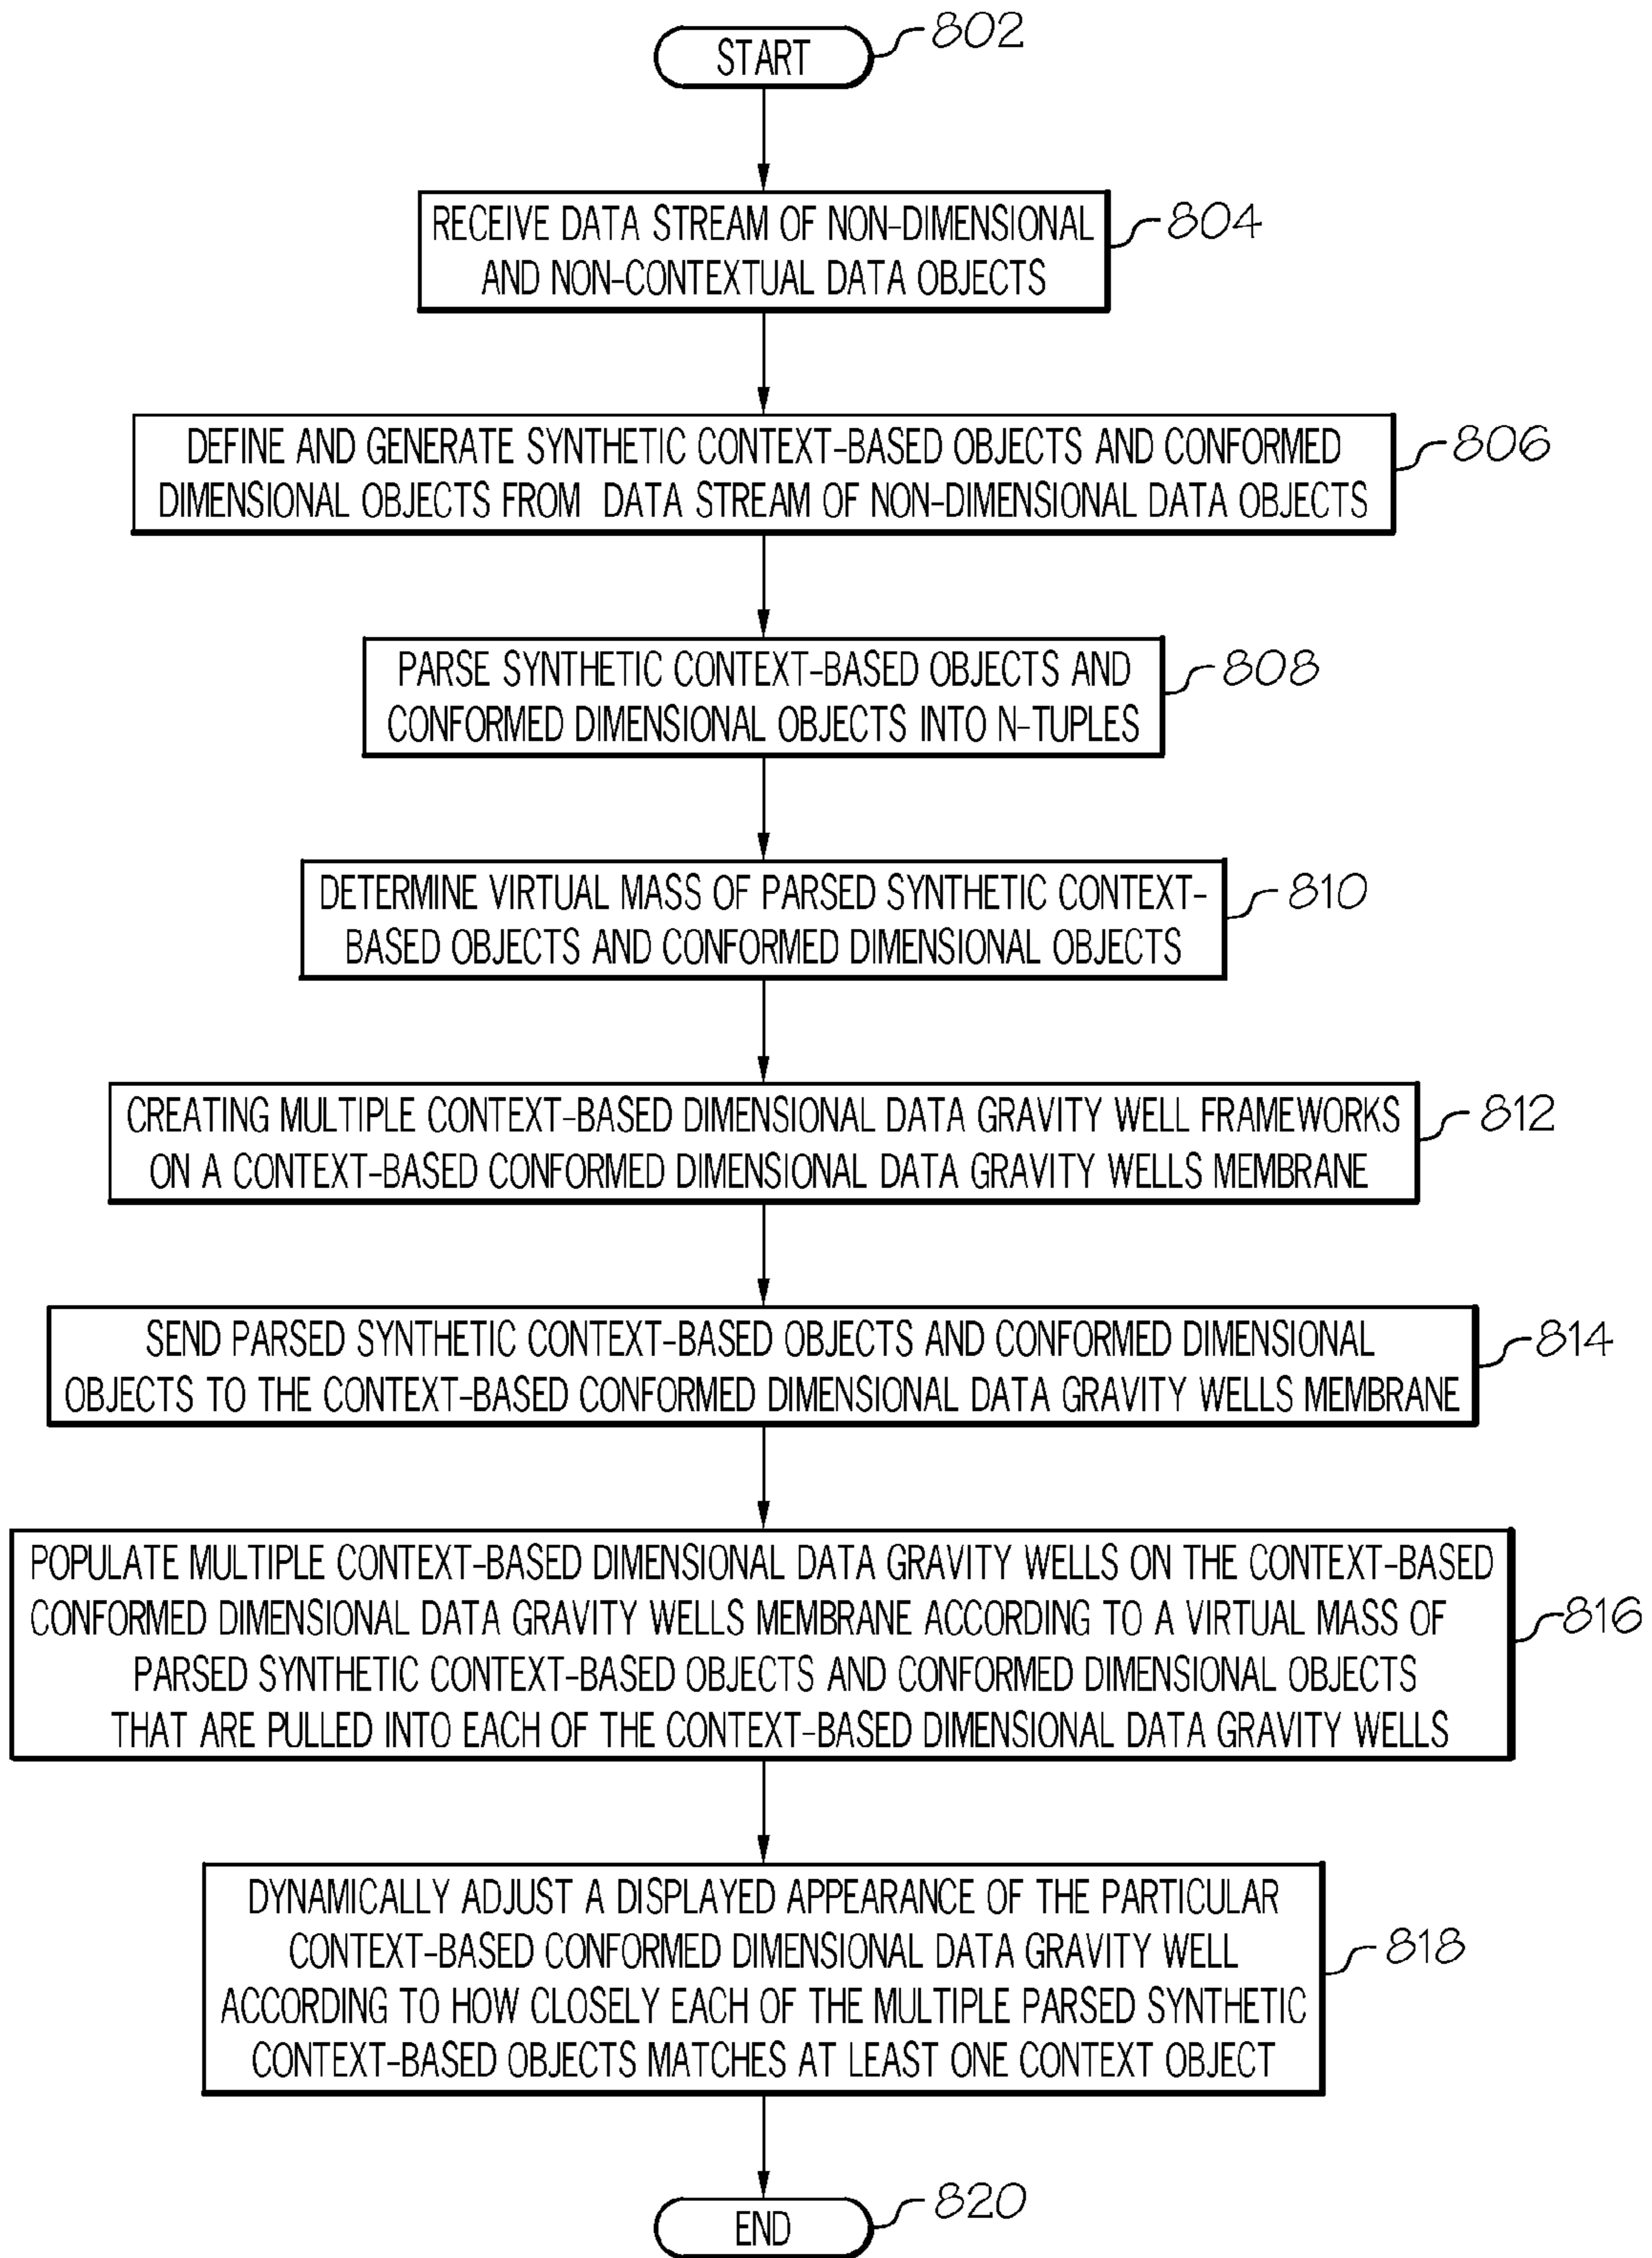 START
802
RECEIVE DATA STREAM OF NON-DIMENSIONAL
AND NON-CONTEXTUAL DATA OBJECTS
804
DEFINE AND GENERATE SYNTHETIC CONTEXT-BASED OBJECTS AND CONFORMED
DIMENSIONAL OBJECTS FROM DATA STREAM OF NON-DIMENSIONAL DATA OBJECTS
806
PARSE SYNTHETIC CONTEXT-BASED OBJECTS AND
CONFORMED DIMENSIONAL OBJECTS INTO N-TUPLES
808
DETERMINE VIRTUAL MASS OF PARSED SYNTHETIC CONTEXT-
BASED OBJECTS AND CONFORMED DIMENSIONAL OBJECTS
810
CREATING MULTIPLE CONTEXT-BASED DIMENSIONAL DATA GRAVITY WELL FRAMEWORKS
ON A CONTEXT-BASED CONFORMED DIMENSIONAL DATA GRAVITY WELLS MEMBRANE
812
SEND PARSED SYNTHETIC CONTEXT-BASED OBJECTS AND CONFORMED DIMENSIONAL
OBJECTS TO THE CONTEXT-BASED CONFORMED DIMENSIONAL DATA GRAVITY WELLS MEMBRANE
814
POPULATE MULTIPLE CONTEXT-BASED DIMENSIONAL DATA GRAVITY WELLS ON THE CONTEXT-BASED
CONFORMED DIMENSIONAL DATA GRAVITY WELLS MEMBRANE ACCORDING TO A VIRTUAL MASS OF
PARSED SYNTHETIC CONTEXT-BASED OBJECTS AND CONFORMED DIMENSIONAL OBJECTS
THAT ARE PULLED INTO EACH OF THE CONTEXT-BASED DIMENSIONAL DATA GRAVITY WELLS
816
DYNAMICALLY ADJUST A DISPLAYED APPEARANCE OF THE PARTICULAR
CONTEXT-BASED CONFORMED DIMENSIONAL DATA GRAVITY WELL
ACCORDING TO HOW CLOSELY EACH OF THE MULTIPLE PARSED SYNTHETIC
CONTEXT-BASED OBJECTS MATCHES AT LEAST ONE CONTEXT OBJECT
818
END
820